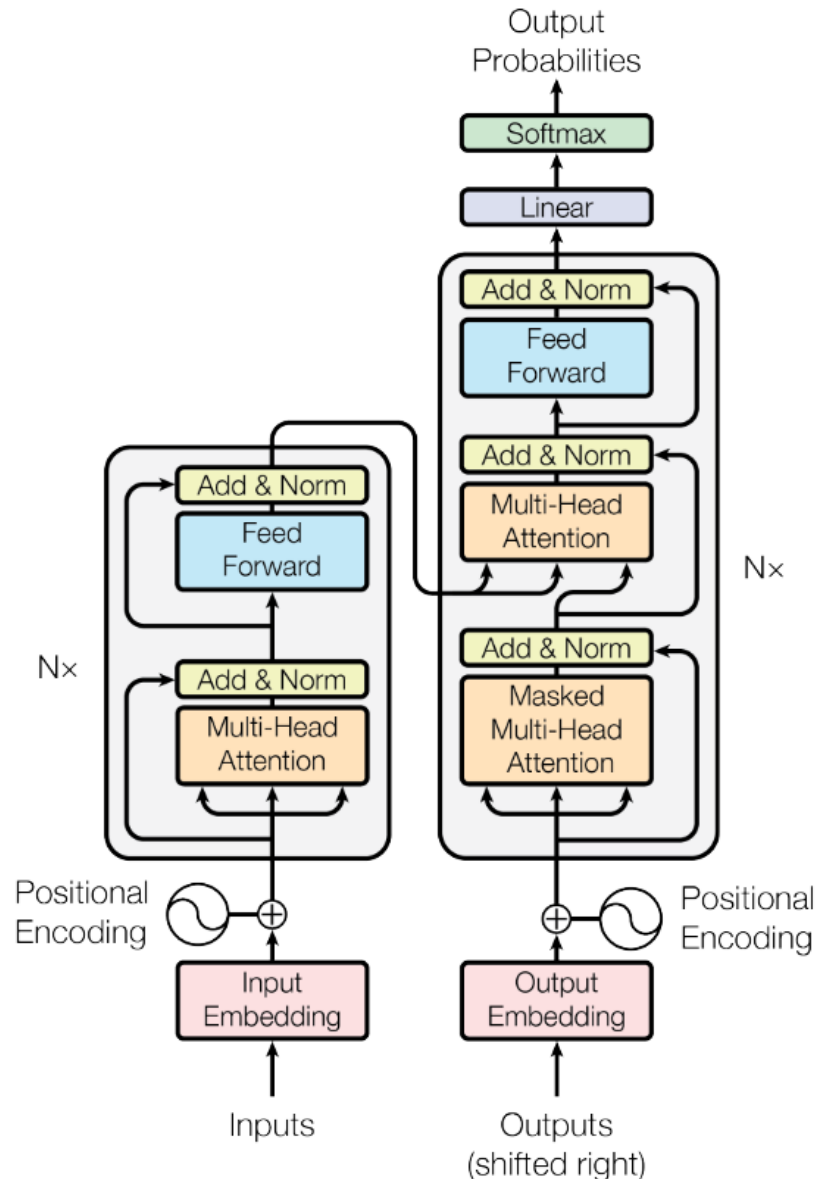 Output
Probabilities
Softmax
Linear
Add & Norm
Feed
Forward
Add & Norm
Multi-Head
Attention
Add & Norm
Masked
Multi-Head
Attention
N×
Add & Norm
Feed
Forward
Add & Norm
Multi-Head
Attention
N×
Positional
Encoding
Positional
Encoding
Input
Embedding
Output
Embedding
Inputs
Outputs
(shifted right)